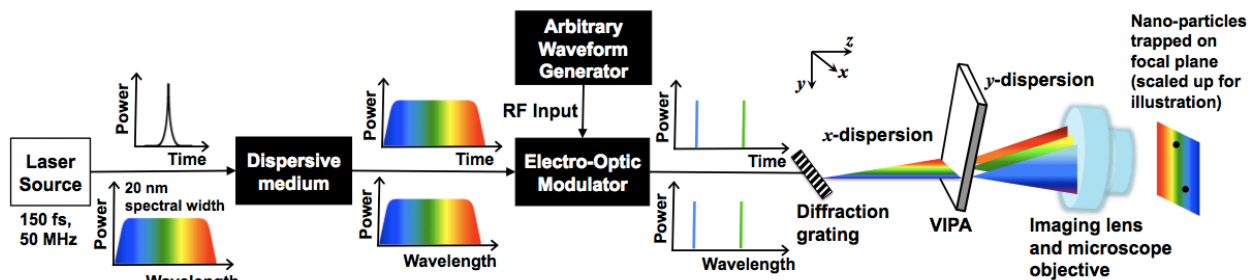 Laser
Source
150 fs,
50 MHz
Power
Time
20 nm
spectral width
Wavelength
Dispersive
medium
Power
Time
Power
Wavelength
Arbitrary
Waveform
Generator
RF Input
Electro-Optic
Modulator
Power
Time
Power
Wavelength
z
x
y
x-dispersion
Diffraction
grating
y-dispersion
VIPA
Imaging lens
and microscope
objective
Nano-particles
trapped on
focal plane
(scaled up for
illustration)